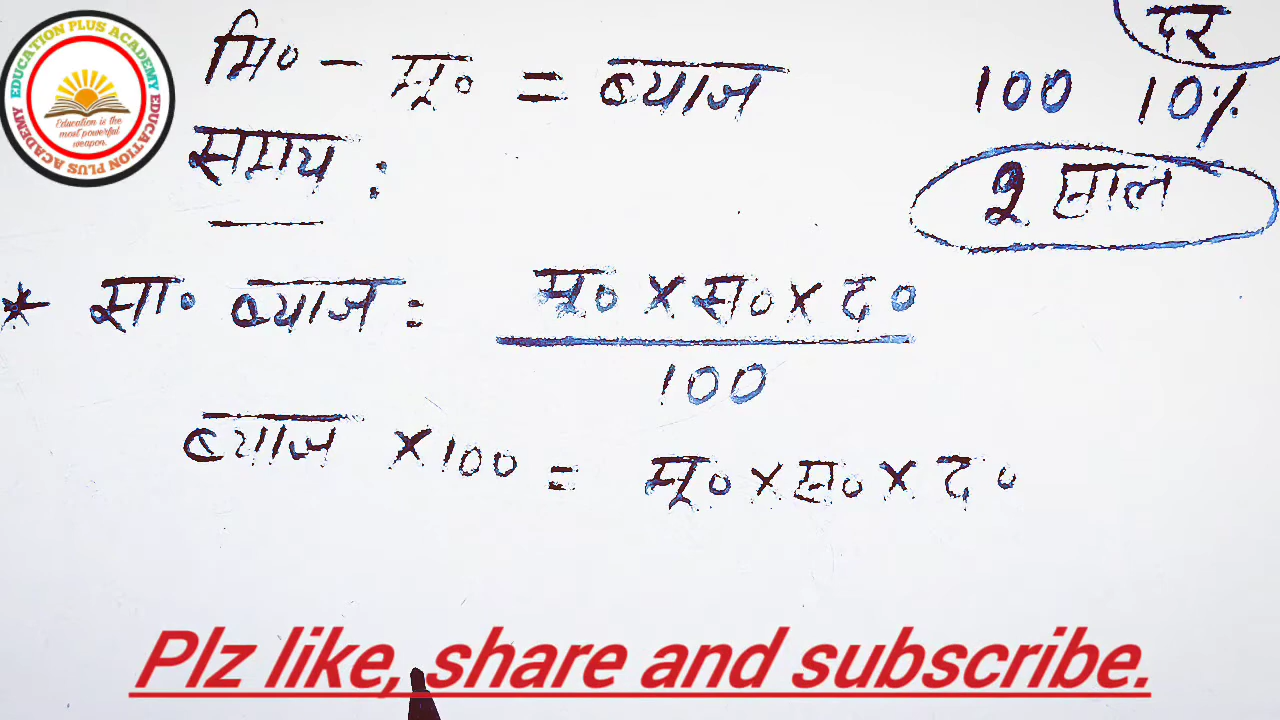 EDUCATION PLUS ACADEMY EDUCATION PLUS ACADEMY
Education is the
most powerful
weapon.
मि० – मू० = ब्याज
दर
100 10%
समय :
2 साल
* सा० ब्याज = मू० × स० × द०
100
ब्याज × 100 = मू० × स० × द०
Plz like, share and subscribe.